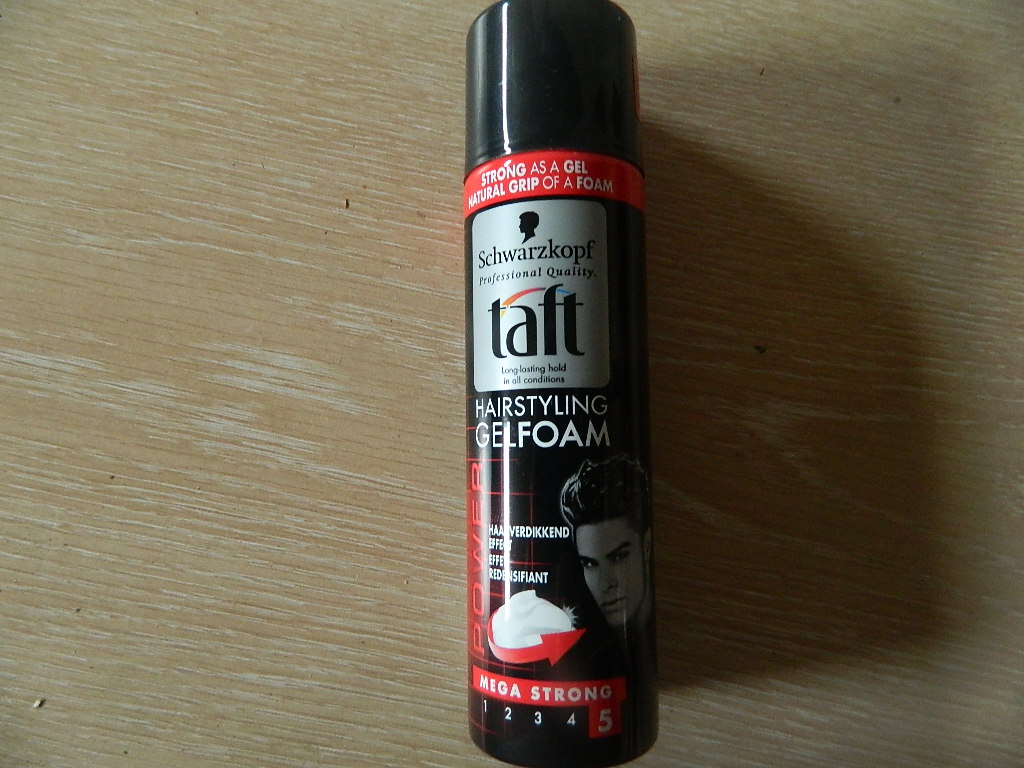 STRONG AS A GEL
NATURAL GRIP OF A FOAM
Schwarzkopf
Professional Quality.
taft
Long-lasting hold
in all conditions
HAIRSTYLING
GELFOAM
POWER
HAARVERDIKKEND
EFFECT
EFFET
REDENSIFIANT
MEGA STRONG
1 2 3 4 5